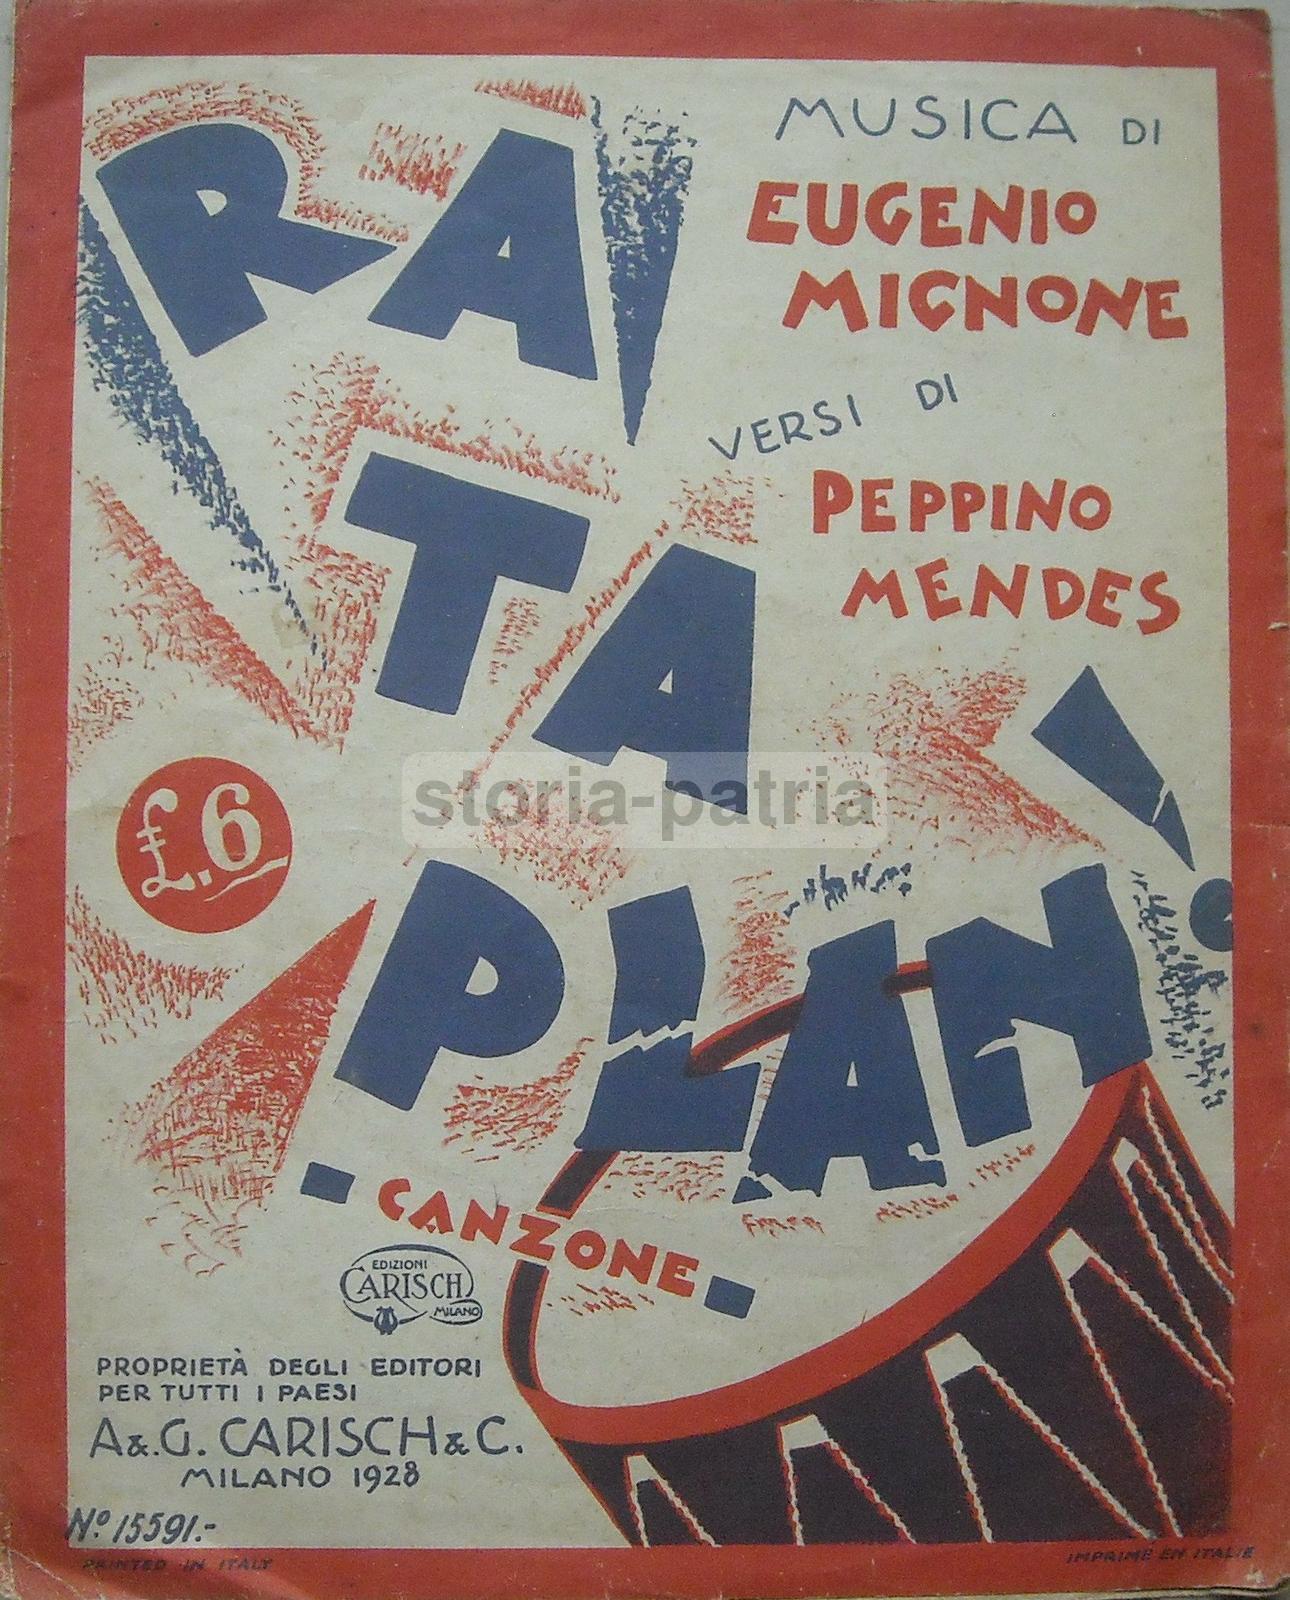 MUSICA DI
EUGENIO
MIGNONE
VERSI DI
PEPPINO
MENDES
RA
TA
PLAN!
£.6
storia-patria
- CANZONE -
EDIZIONI
CARISCH
MILANO
PROPRIETÀ DEGLI EDITORI
PER TUTTI I PAESI
A&.G. CARISCH & C.
MILANO 1928
No. 15591.-
PRINTED IN ITALY
IMPRIMÉ EN ITALIE